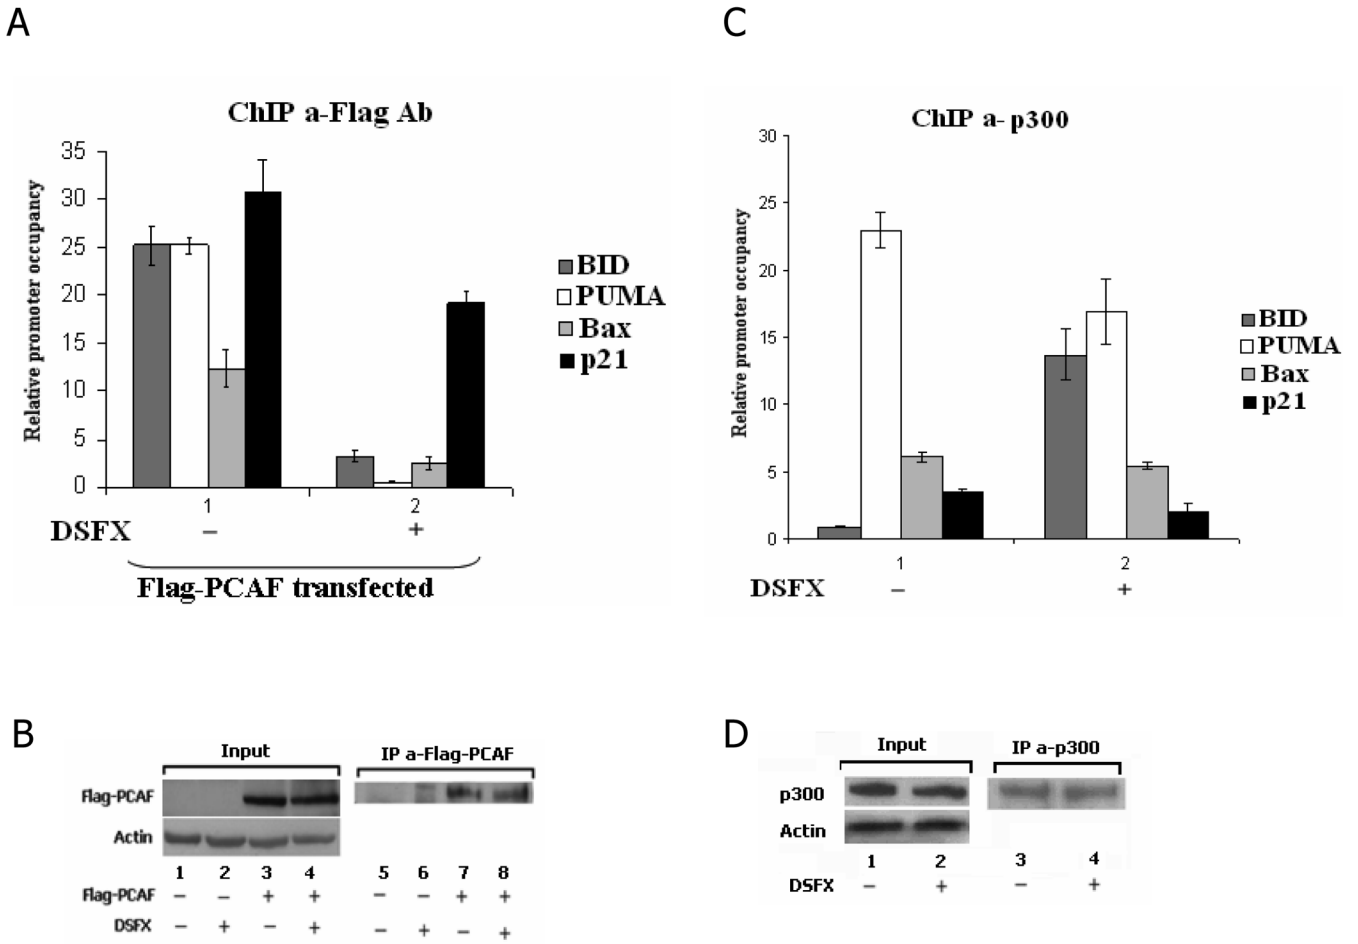 A
ChIP a-Flag Ab
Relative promoter occupancy
35
30
25
20
15
10
5
0
1
2
DSFX − +
Flag-PCAF transfected
BID
PUMA
Bax
p21
C
ChIP a- p300
Relative promoter occupancy
30
25
20
15
10
5
0
1
2
DSFX − +
BID
PUMA
Bax
p21
B
Input
IP a-Flag-PCAF
Flag-PCAF
Actin
1 2 3 4 5 6 7 8
Flag-PCAF − − + + − − + +
DSFX − + − + − + − +
D
Input
IP a-p300
p300
Actin
1 2 3 4
DSFX − + − +